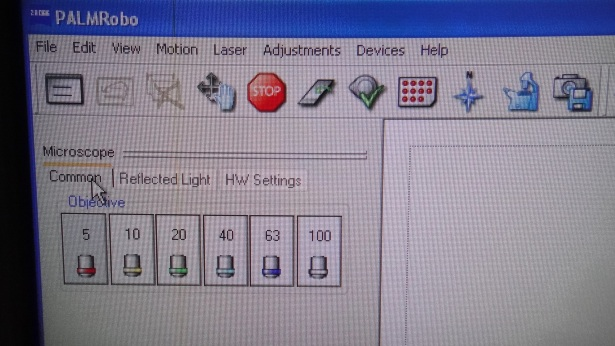 PALMRobo
File Edit View Motion Laser Adjustments Devices Help
STOP
N
Microscope
Common Reflected Light HW Settings
Objective
5 10 20 40 63 100